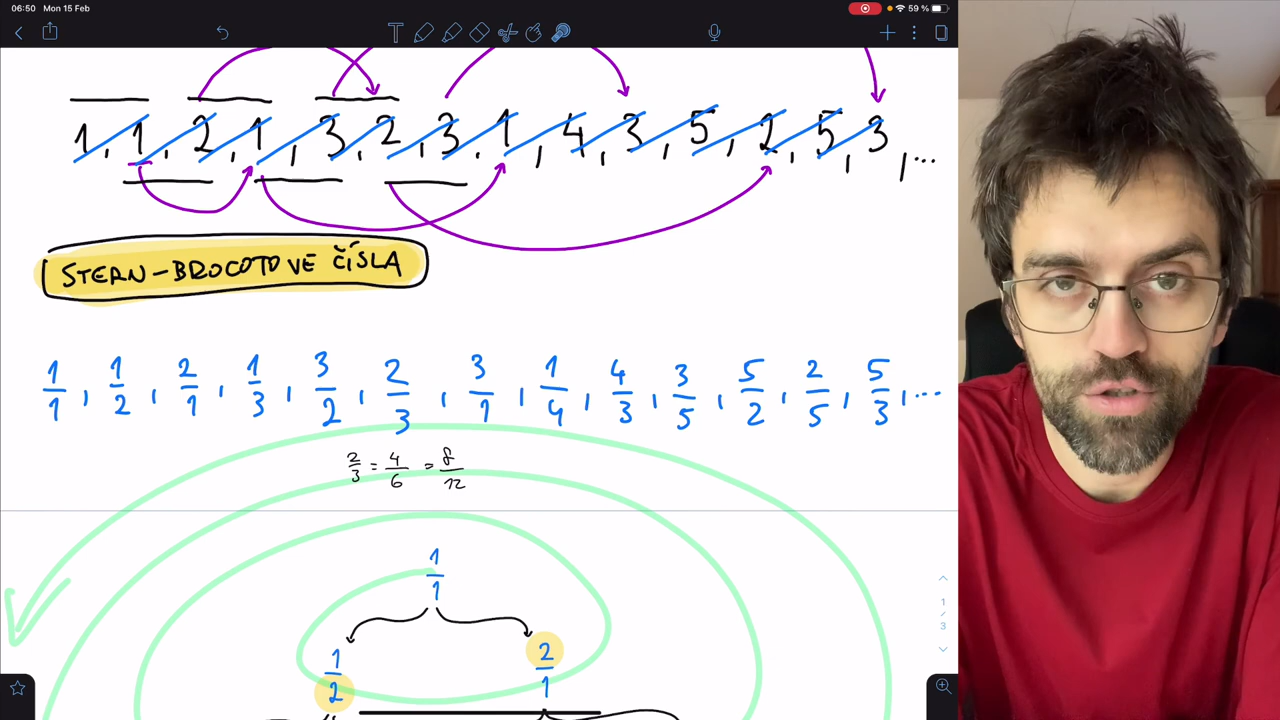 06:50 Mon 15 Feb 59 %
T
1, 1, 2, 1, 3, 2, 3, 1, 4, 3, 5, 2, 5, 3, ...
STERN-BROCOTOVE ČÍSLA
1/1, 1/2, 2/1, 1/3, 3/2, 2/3, 3/1, 1/4, 4/3, 3/5, 5/2, 2/5, 5/3, ...
2/3 = 4/6 = 8/12
1/1
1/2 2/1
1/3